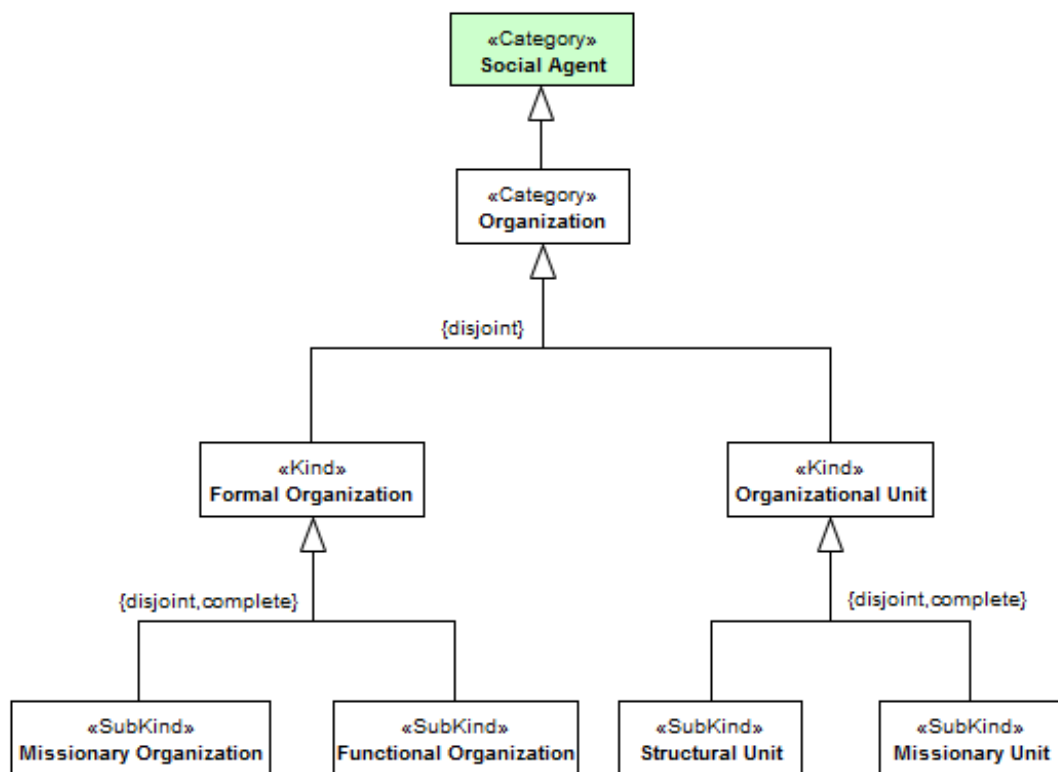 «Category»
Social Agent
«Category»
Organization
{disjoint}
«Kind»
Formal Organization
«Kind»
Organizational Unit
{disjoint,complete}
{disjoint,complete}
«SubKind»
Missionary Organization
«SubKind»
Functional Organization
«SubKind»
Structural Unit
«SubKind»
Missionary Unit